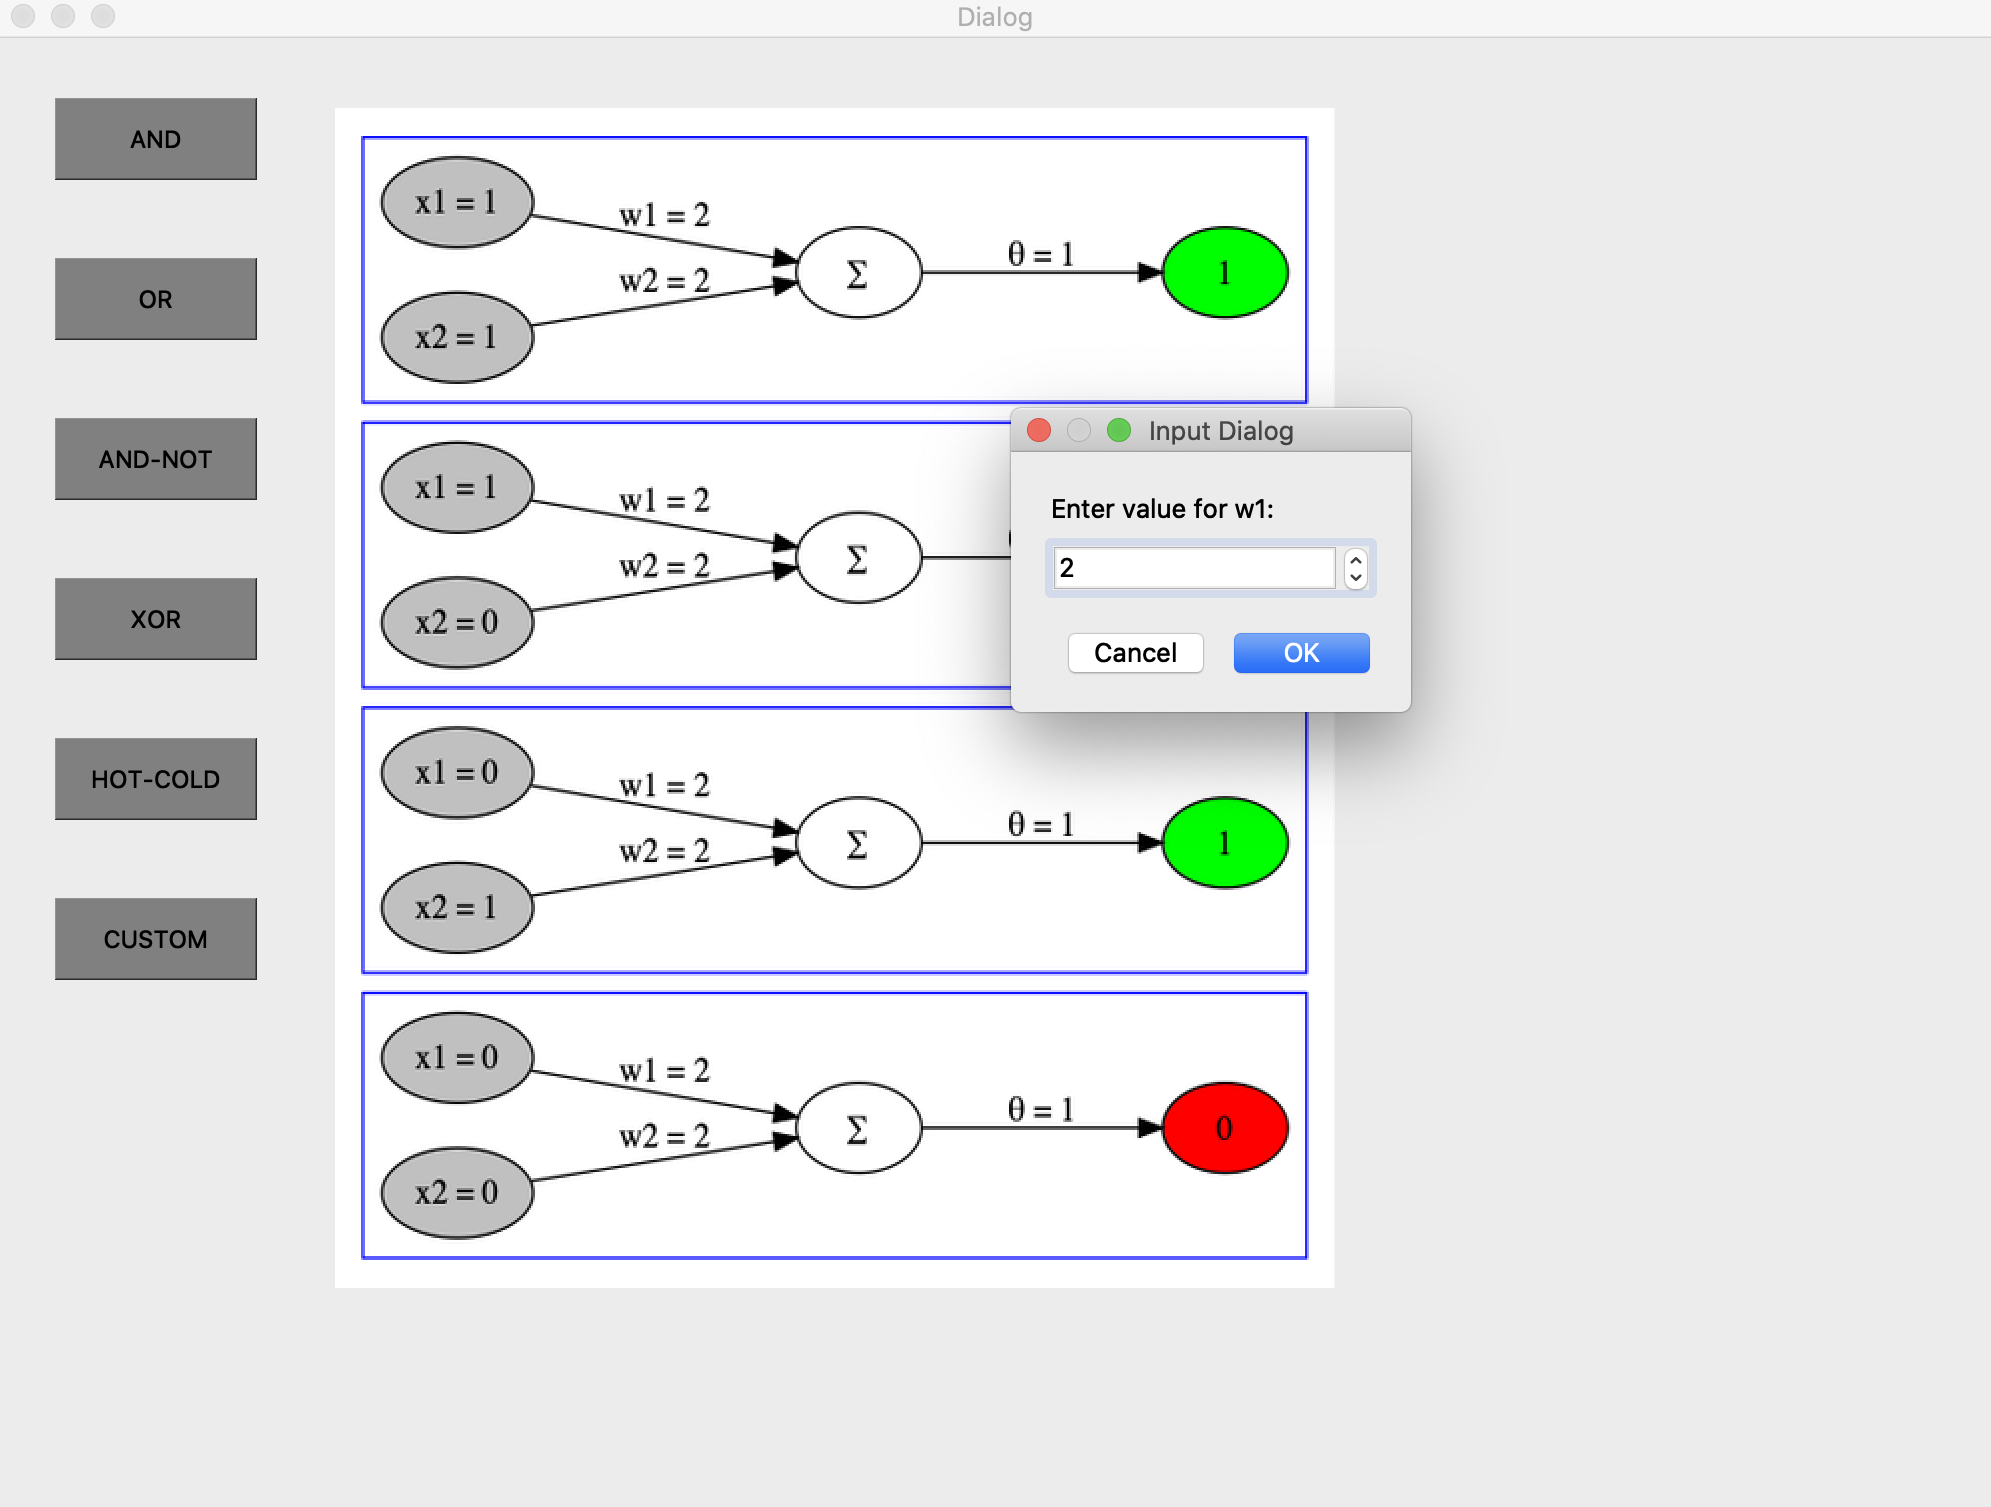 Dialog
AND
OR
AND-NOT
XOR
HOT-COLD
CUSTOM
x1 = 1
w1 = 2
w2 = 2
x2 = 1
Σ
θ = 1
1
x1 = 1
w1 = 2
w2 = 2
x2 = 0
Σ
Input Dialog
Enter value for w1:
2
Cancel
OK
x1 = 0
w1 = 2
w2 = 2
x2 = 1
Σ
θ = 1
1
x1 = 0
w1 = 2
w2 = 2
x2 = 0
Σ
θ = 1
0